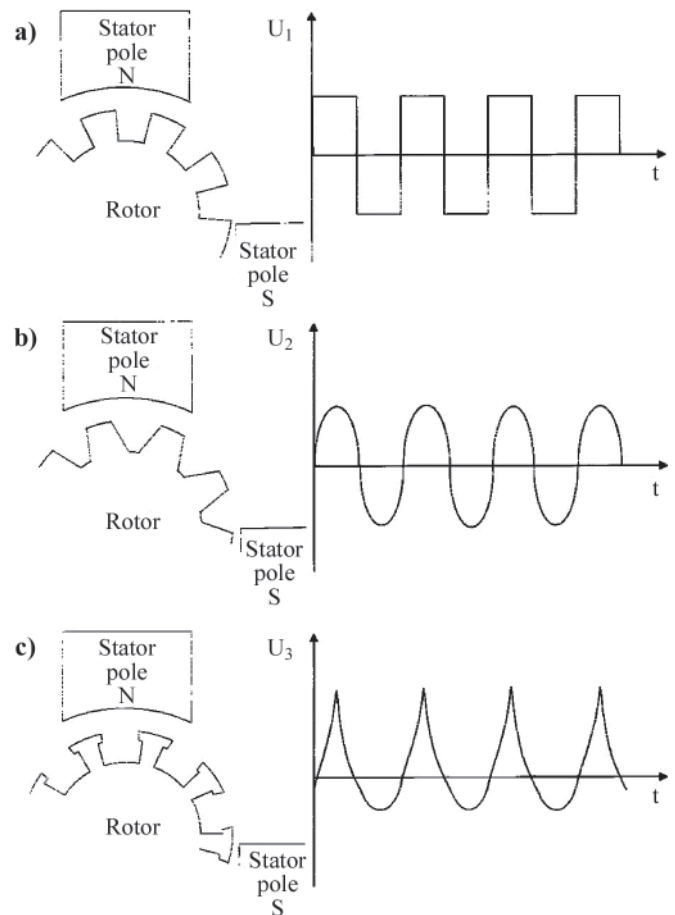 a)
Stator
pole
N
U1
t
Rotor
Stator
pole
S
b)
Stator
pole
N
U2
t
Rotor
Stator
pole
S
c)
Stator
pole
N
U3
t
Rotor
Stator
pole
S